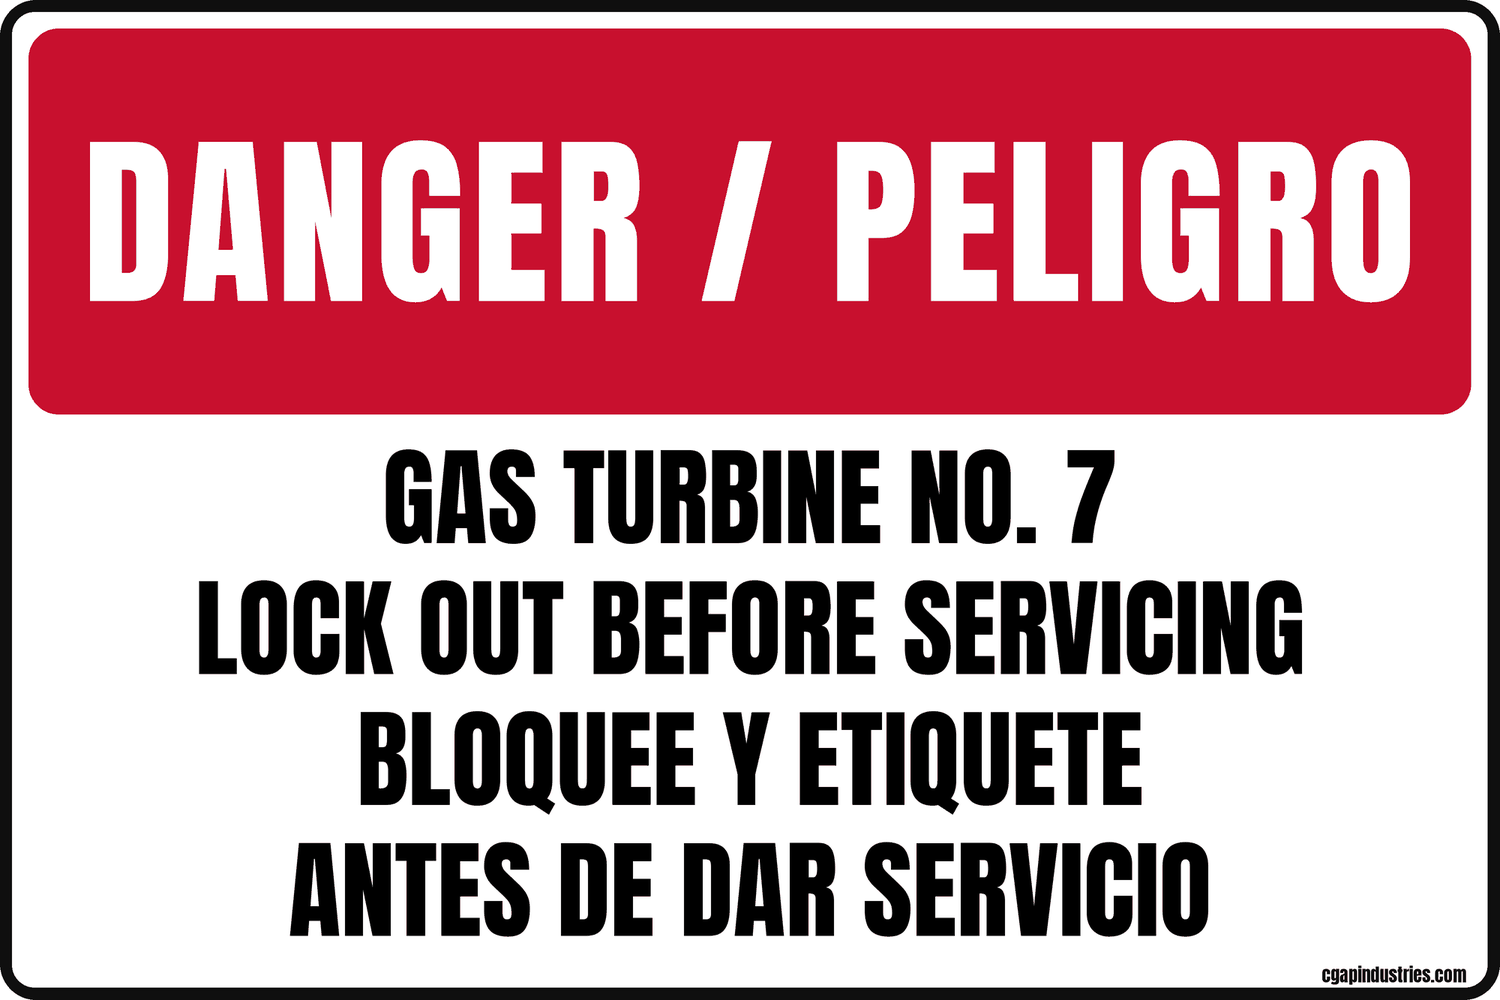 DANGER / PELIGRO
GAS TURBINE NO. 7
LOCK OUT BEFORE SERVICING
BLOQUEE Y ETIQUETE
ANTES DE DAR SERVICIO
cgapindustries.com